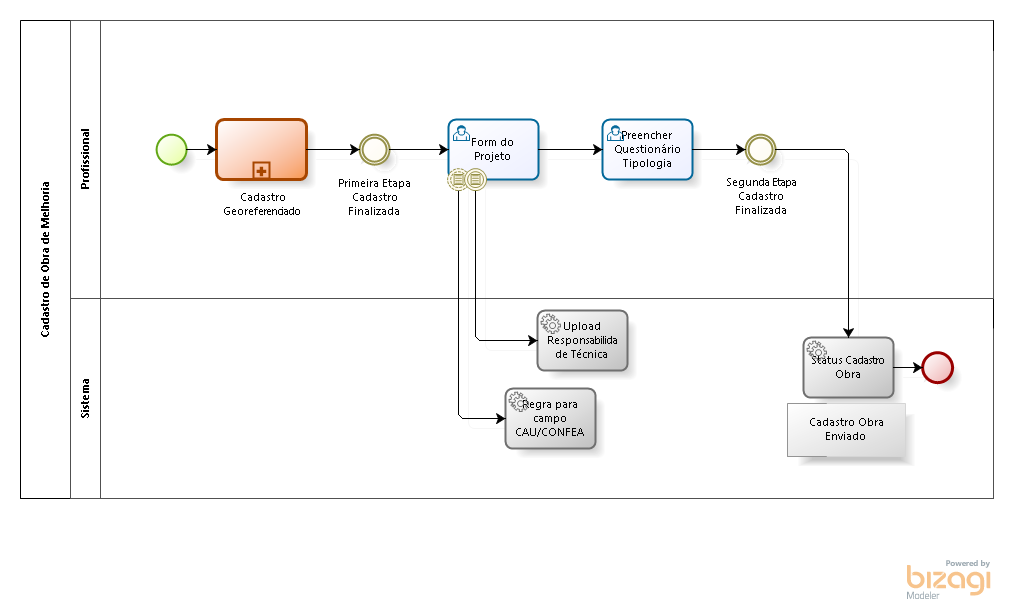 Cadastro de Obra de Melhoria
Profissional
Cadastro
Georeferenciado
Primeira Etapa
Cadastro
Finalizada
Form do
Projeto
Preencher
Questionário
Tipologia
Segunda Etapa
Cadastro
Finalizada
Sistema
Upload
Responsabilida
de Técnica
Regra para
campo
CAU/CONFEA
Status Cadastro
Obra
Cadastro Obra
Enviado
Powered by
bizagi
Modeler